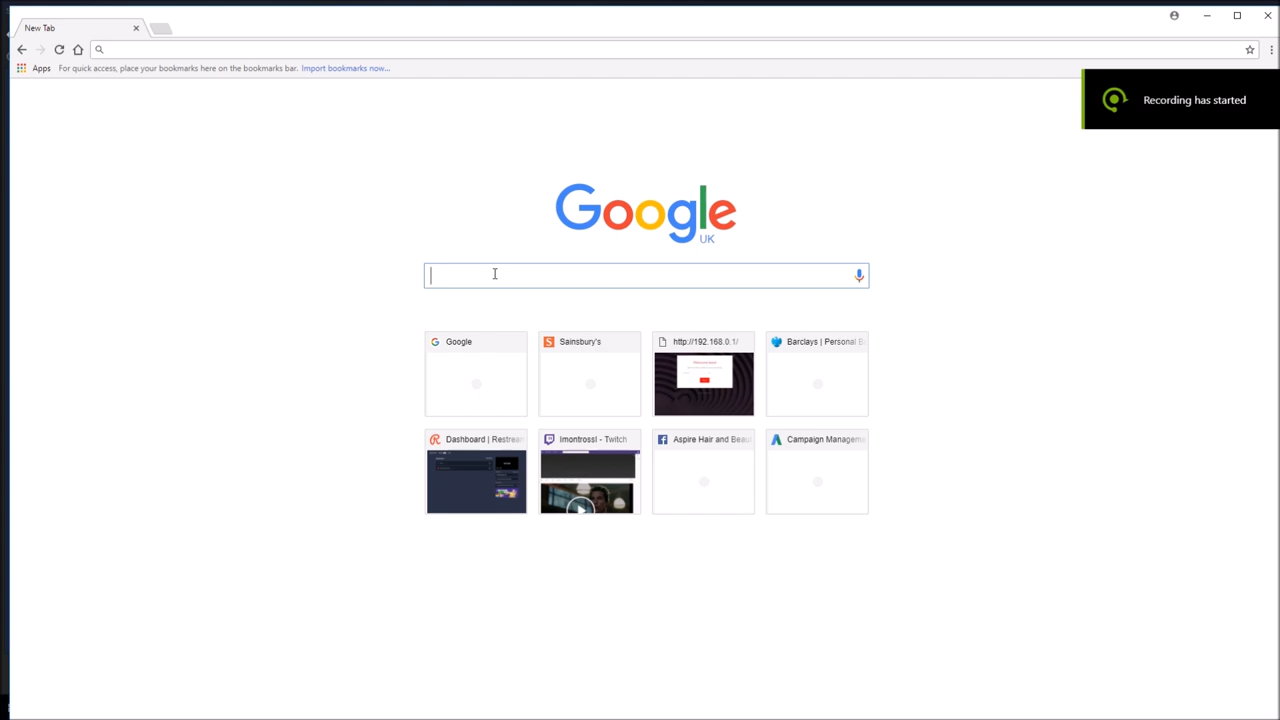 New Tab
Apps For quick access, place your bookmarks here on the bookmarks bar. Import bookmarks now...
Recording has started
Google
UK
Google
Sainsbury's
http://192.168.0.1/
Barclays | Personal B
Dashboard | Restrea
lmontrossl - Twitch
Aspire Hair and Beau
Campaign Manageme